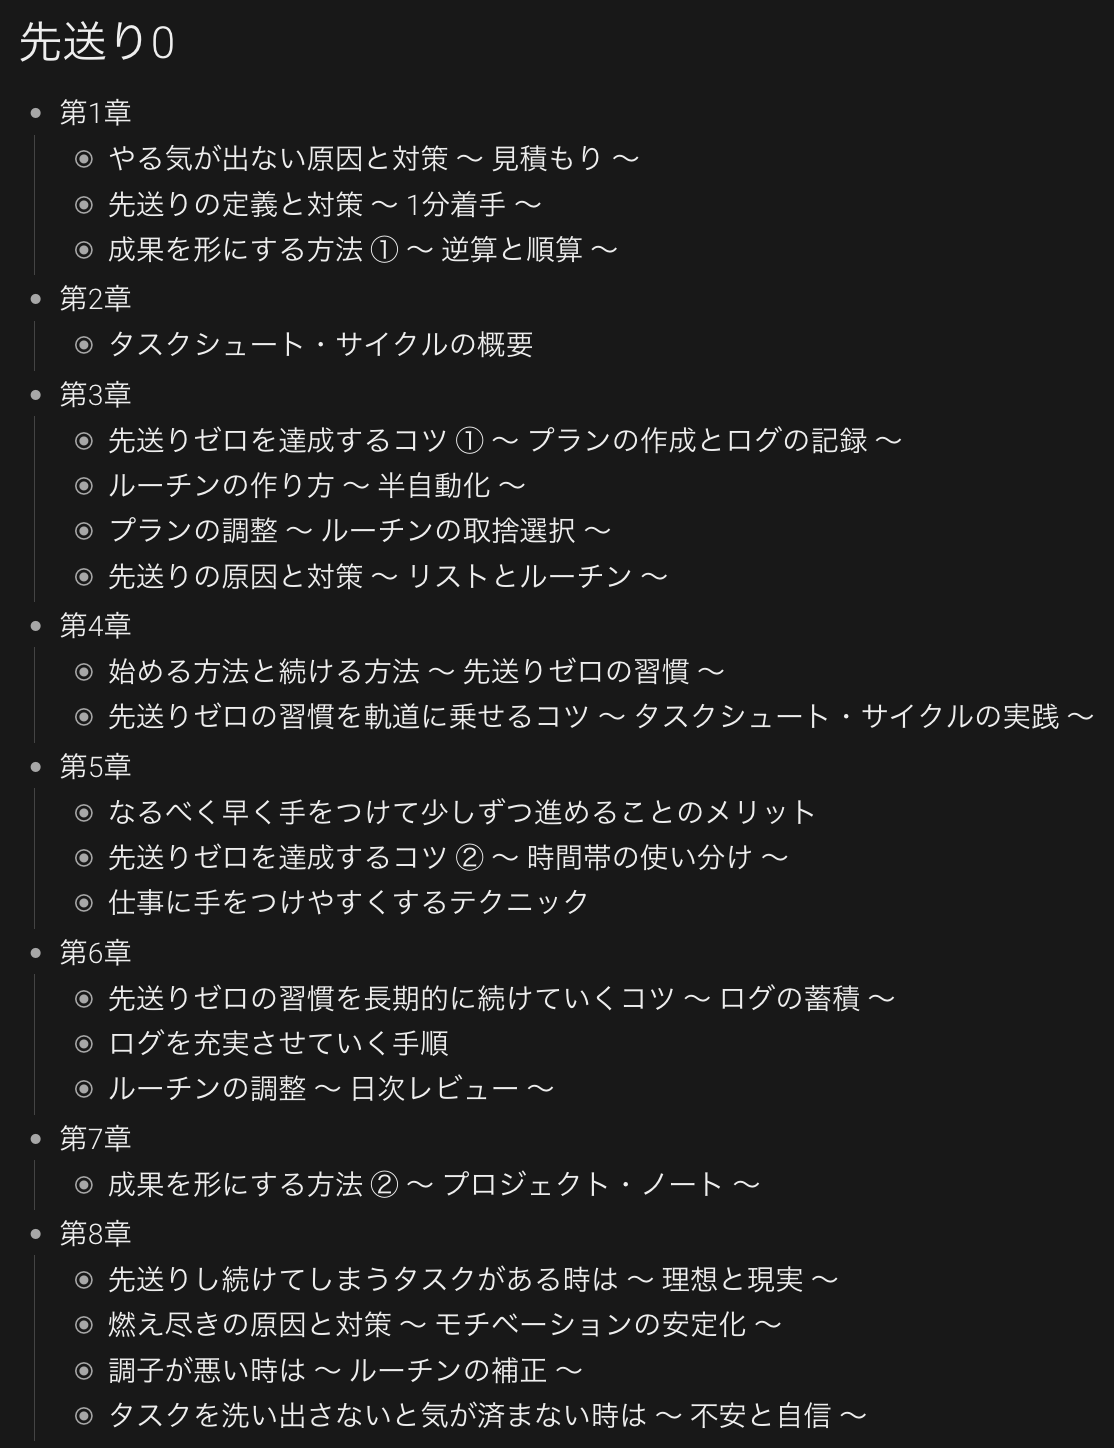 先送り0
第1章
やる気が出ない原因と対策 〜 見積もり 〜
先送りの定義と対策 〜 1分着手 〜
成果を形にする方法 ① 〜 逆算と順算 〜
第2章
タスクシュート・サイクルの概要
第3章
先送りゼロを達成するコツ ① 〜 プランの作成とログの記録 〜
ルーチンの作り方 〜 半自動化 〜
プランの調整 〜 ルーチンの取捨選択 〜
先送りの原因と対策 〜 リストとルーチン 〜
第4章
始める方法と続ける方法 〜 先送りゼロの習慣 〜
先送りゼロの習慣を軌道に乗せるコツ 〜 タスクシュート・サイクルの実践 〜
第5章
なるべく早く手をつけて少しずつ進めることのメリット
先送りゼロを達成するコツ ② 〜 時間帯の使い分け 〜
仕事に手をつけやすくするテクニック
第6章
先送りゼロの習慣を長期的に続けていくコツ 〜 ログの蓄積 〜
ログを充実させていく手順
ルーチンの調整 〜 日次レビュー 〜
第7章
成果を形にする方法 ② 〜 プロジェクト・ノート 〜
第8章
先送りし続けてしまうタスクがある時は 〜 理想と現実 〜
燃え尽きの原因と対策 〜 モチベーションの安定化 〜
調子が悪い時は 〜 ルーチンの補正 〜
タスクを洗い出さないと気が済まない時は 〜 不安と自信 〜